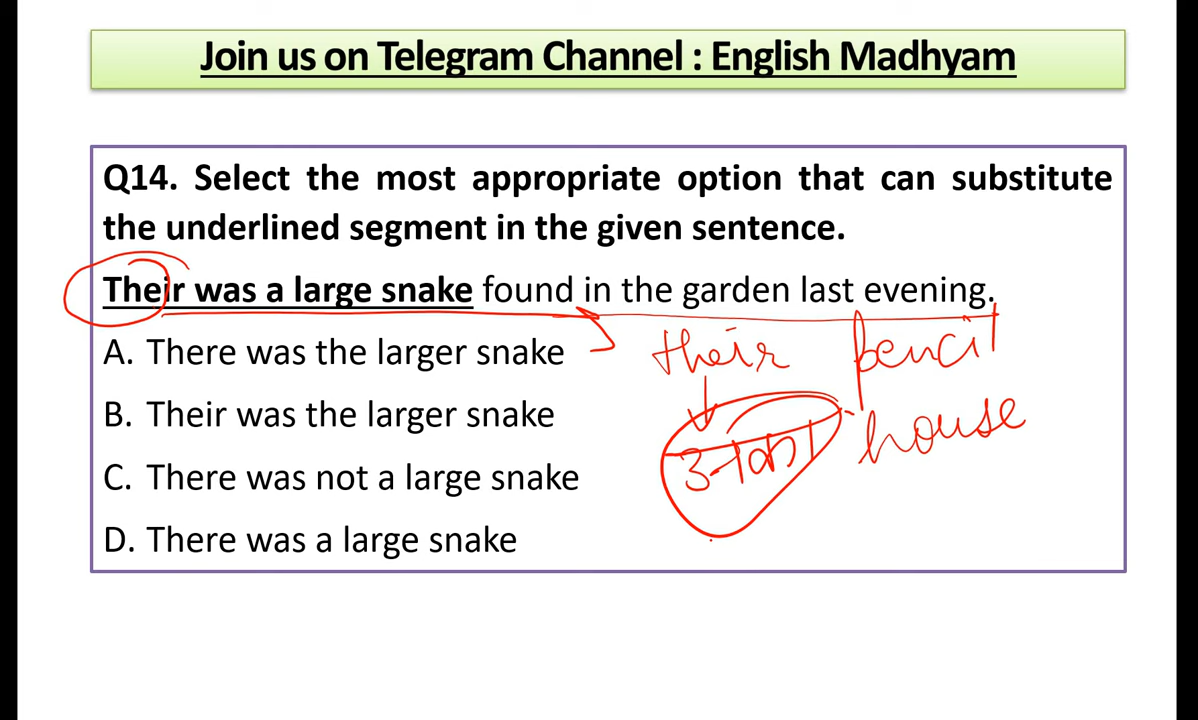 Join us on Telegram Channel : English Madhyam
Q14. Select the most appropriate option that can substitute
the underlined segment in the given sentence.
Their was a large snake found in the garden last evening.
A. There was the larger snake
their pencil
B. Their was the larger snake
house
उनका
C. There was not a large snake
D. There was a large snake